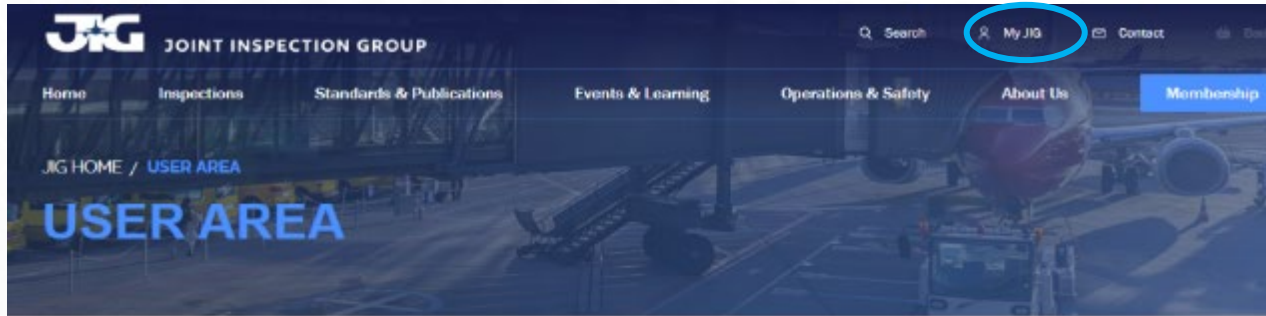 JIG JOINT INSPECTION GROUP
Search My JIG Contact
Home Inspections Standards & Publications Events & Learning Operations & Safety About Us Membership
JIG HOME / USER AREA
USER AREA